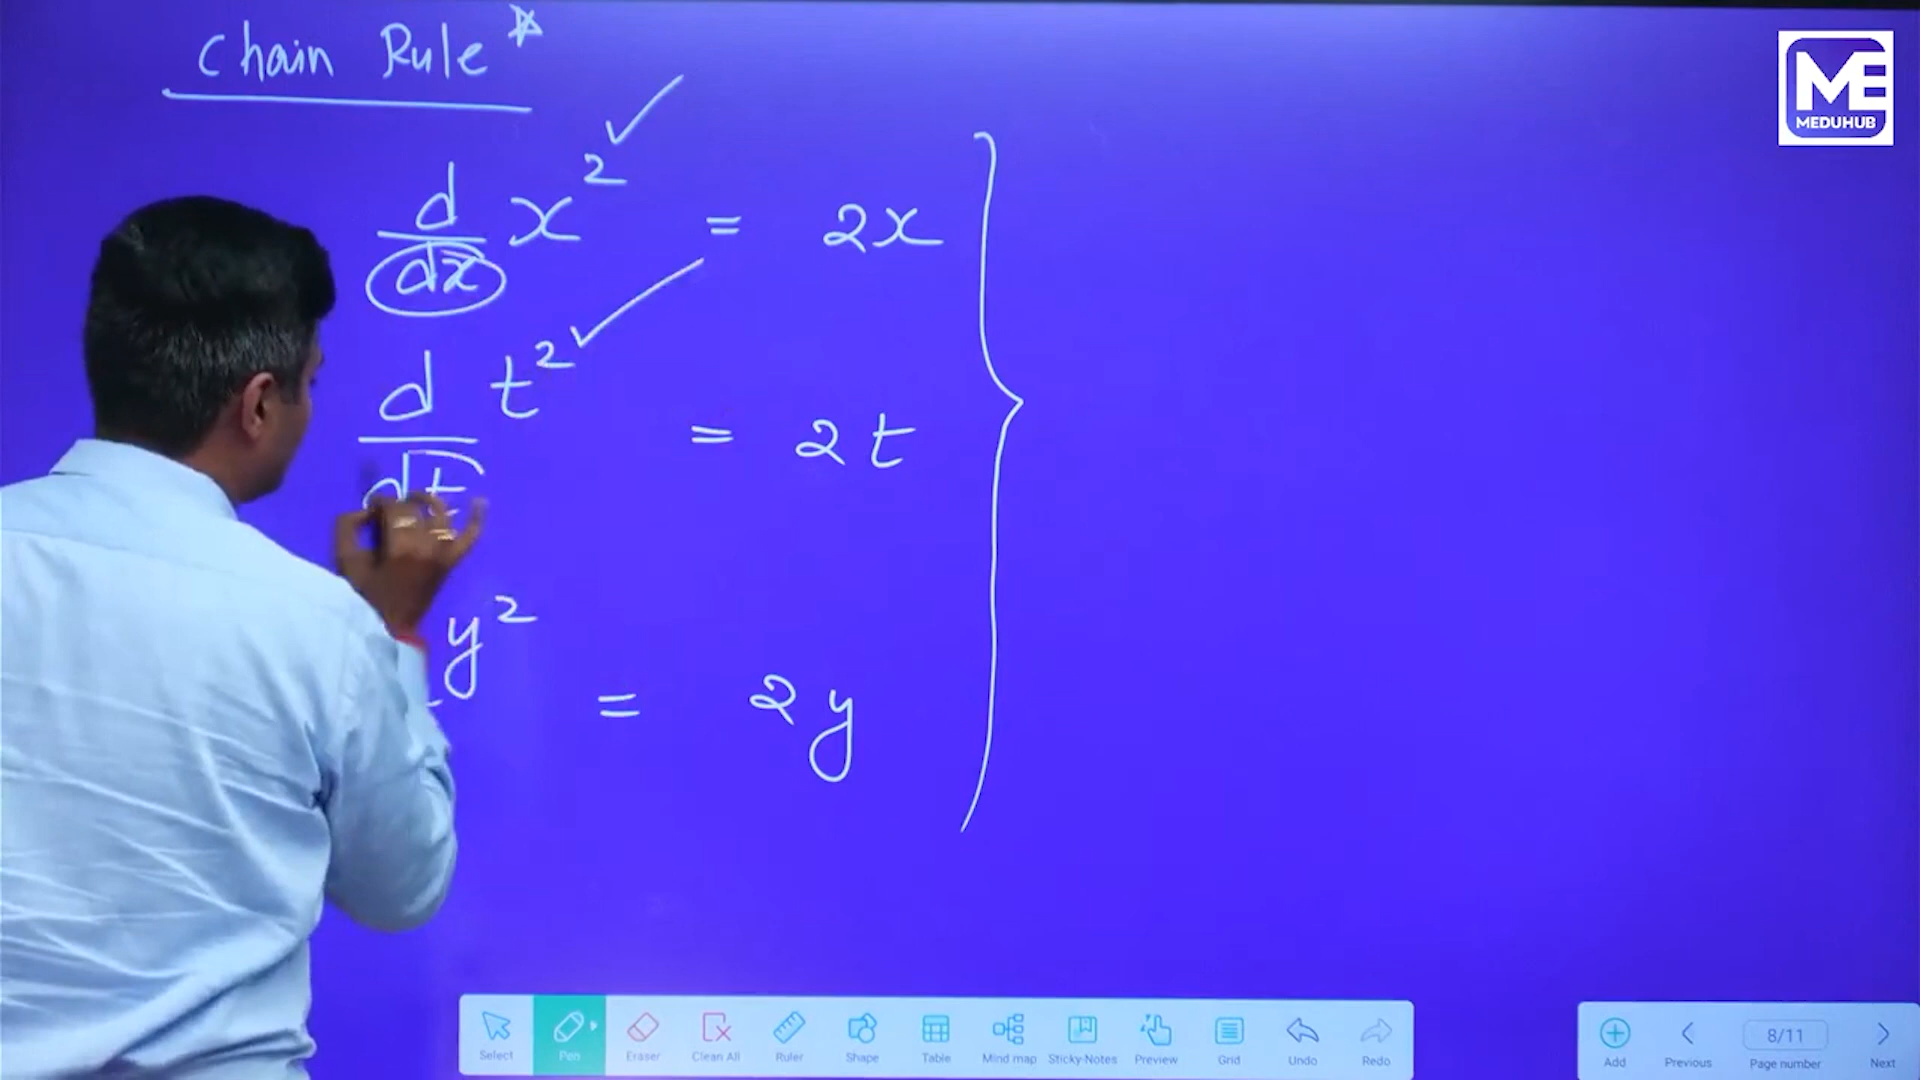 Chain Rule *
ME
MEDUHUB
d/dx x² = 2x
d/dt t² = 2t
y² = 2y
Select
Pen
Eraser
Clean All
Ruler
Shape
Table
Mind map
Sticky-Notes
Preview
Grid
Undo
Redo
Add
Previous
8/11
Page number
Next